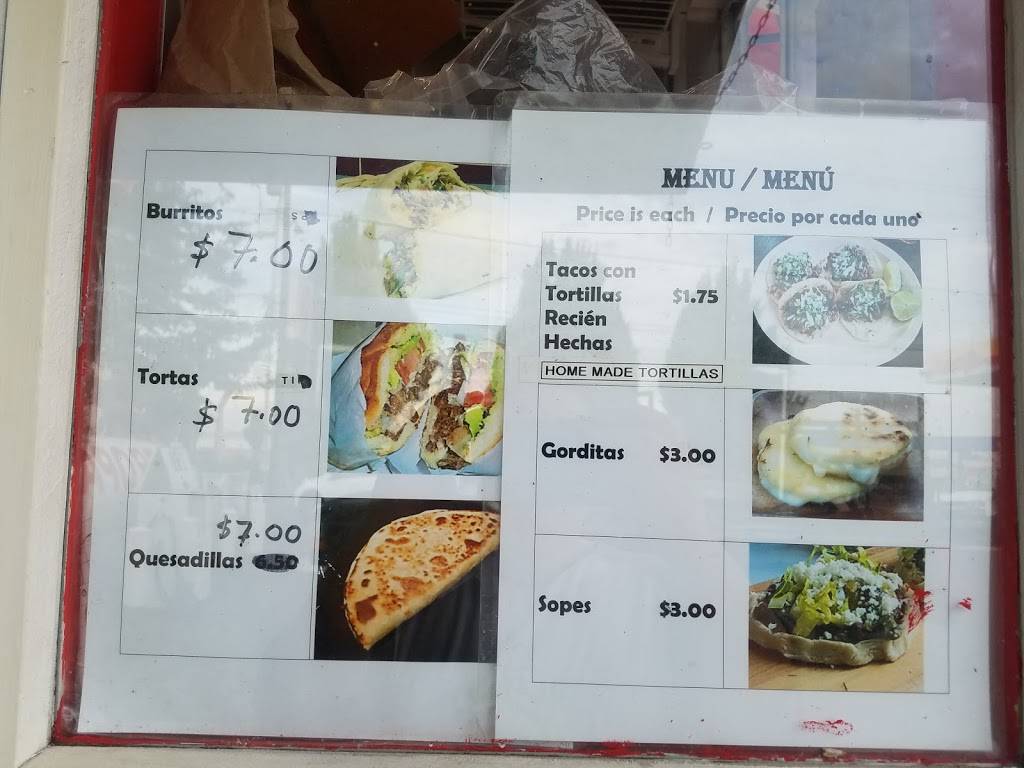 Burritos
$7.00
Tortas
$7.00
$7.00
Quesadillas 6.50
MENU / MENÚ
Price is each / Precio por cada uno
Tacos con
Tortillas $1.75
Recién
Hechas
HOME MADE TORTILLAS
Gorditas $3.00
Sopes $3.00